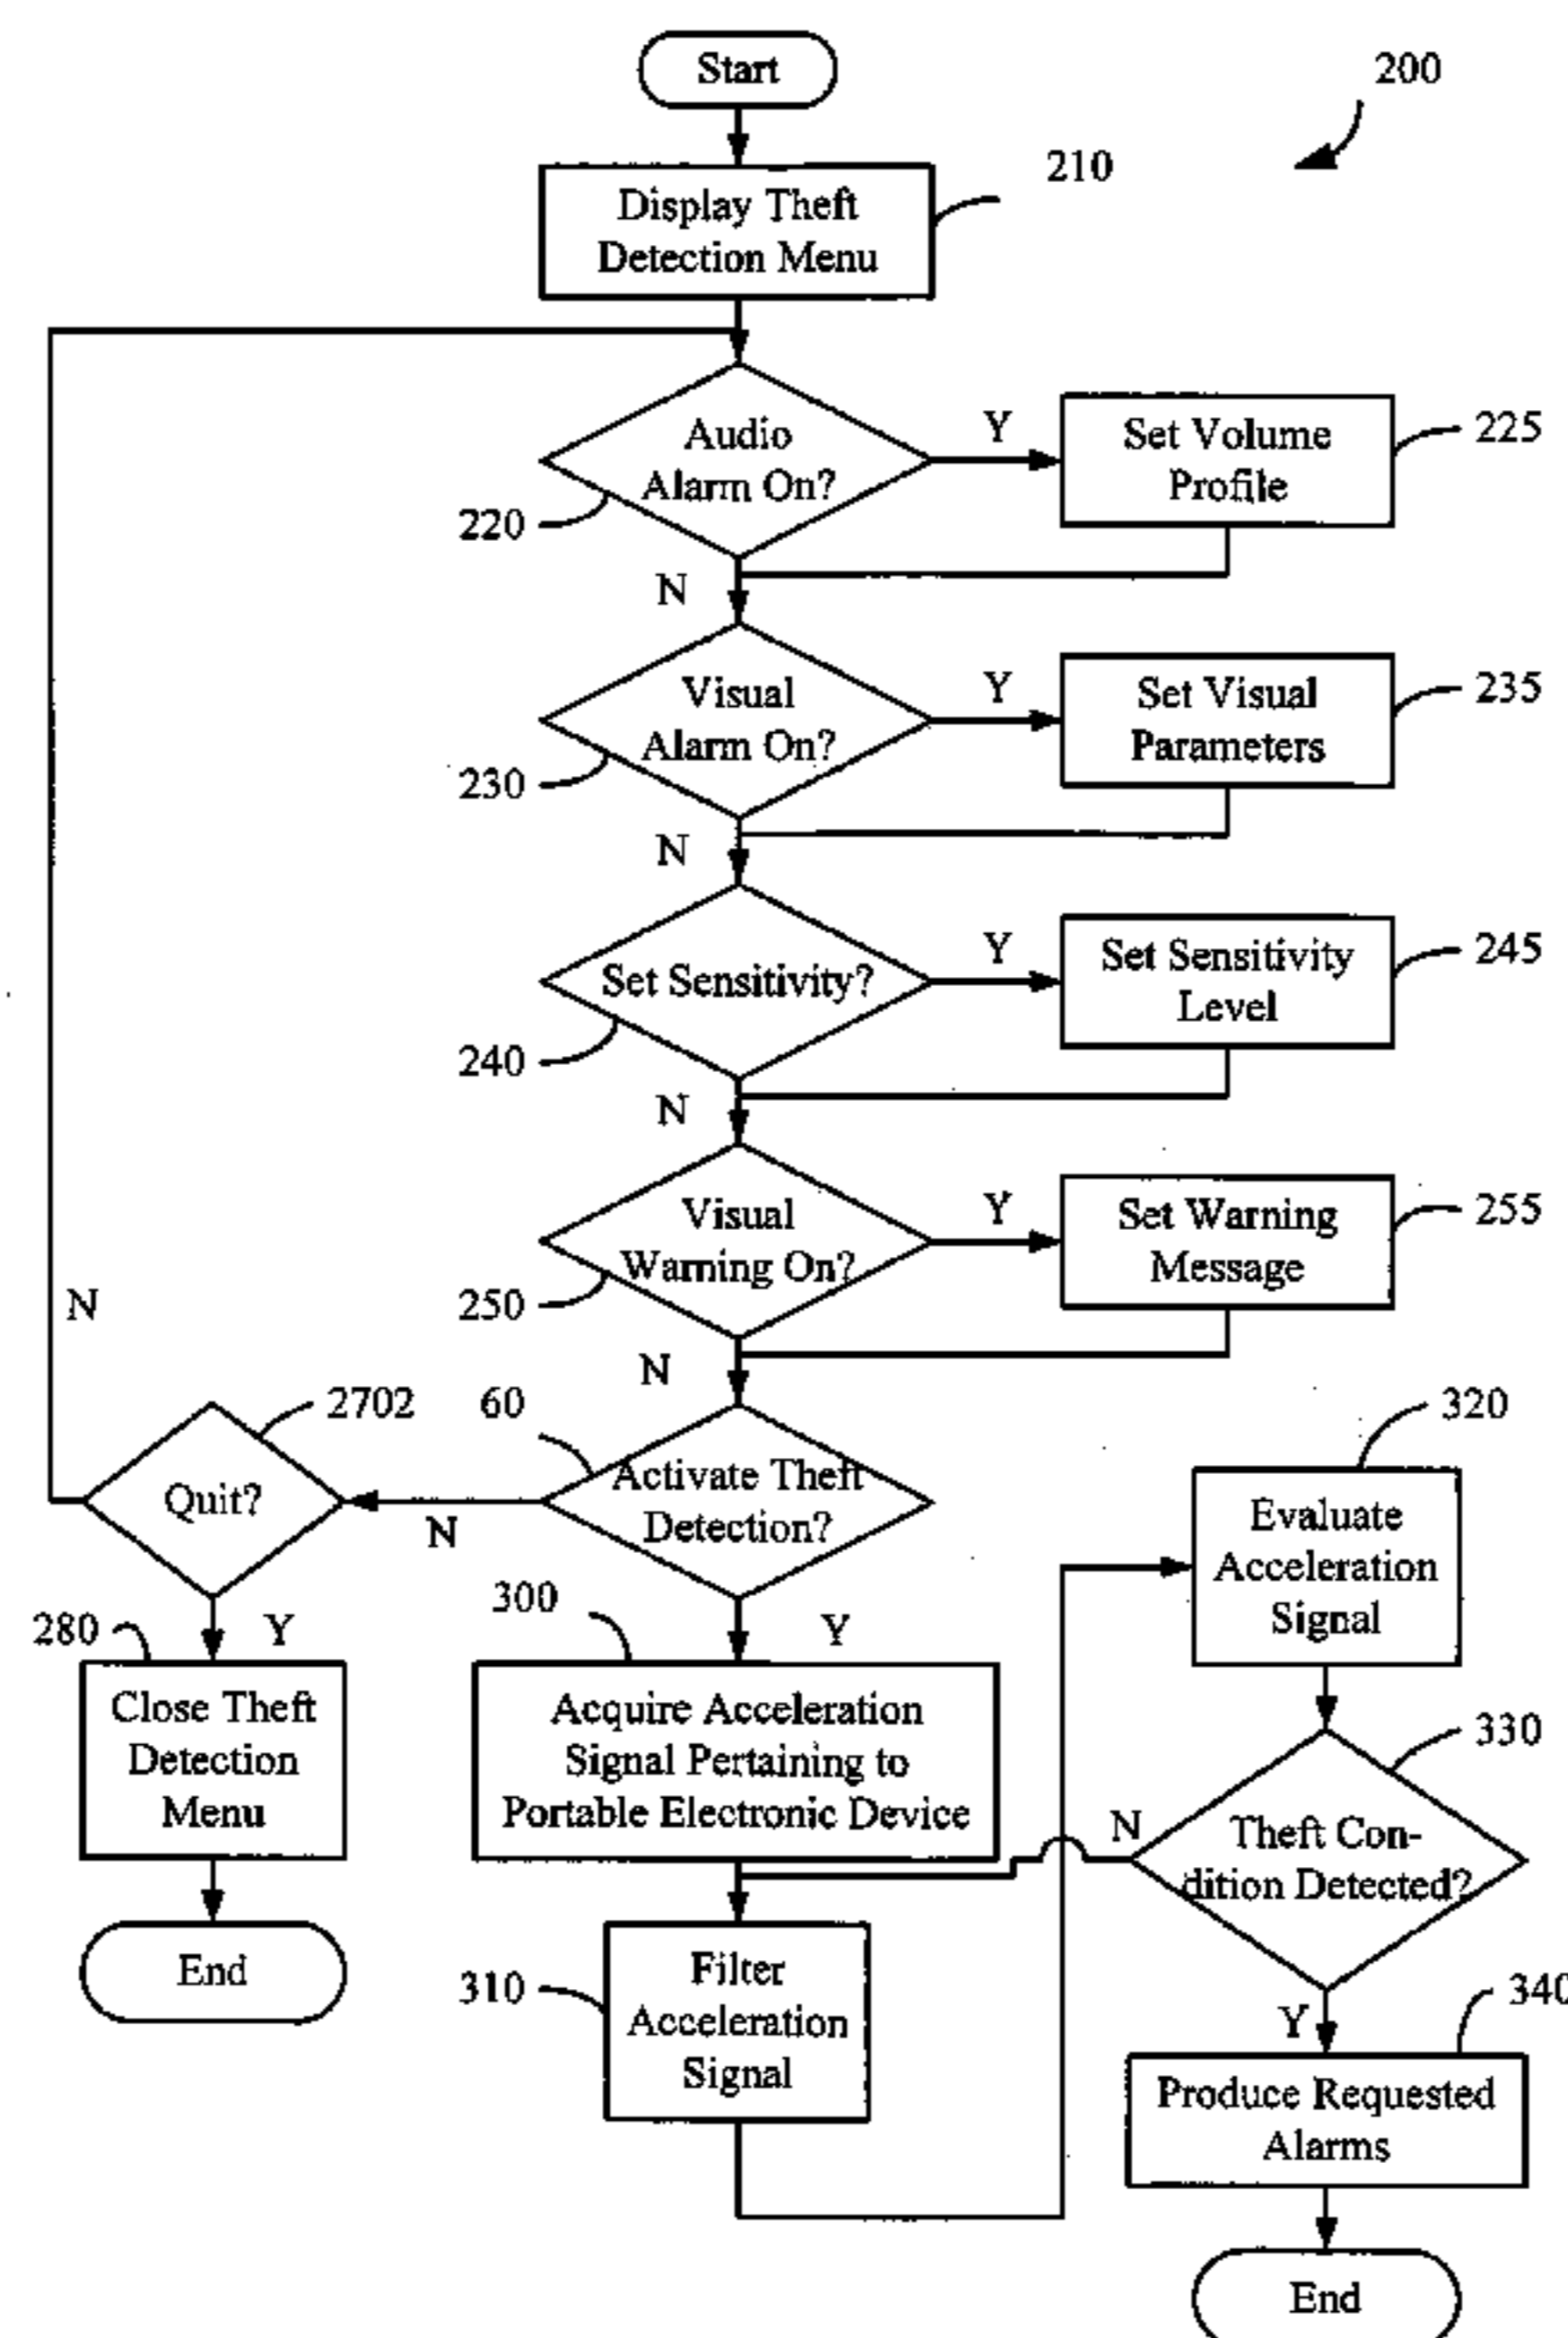 Start
200
210
Display Theft
Detection Menu
Audio
Alarm On?
220
Y
Set Volume
Profile
225
N
Visual
Alarm On?
230
Y
Set Visual
Parameters
235
N
Set Sensitivity?
240
Y
Set Sensitivity
Level
245
N
Visual
Warning On?
250
Y
Set Warning
Message
255
N
N
2702
60
Quit?
N
Activate Theft
Detection?
320
Evaluate
Acceleration
Signal
280
Y
300
Y
Close Theft
Detection
Menu
Acquire Acceleration
Signal Pertaining to
Portable Electronic Device
330
N
Theft Con-
dition Detected?
End
310
Filter
Acceleration
Signal
Y
340
Produce Requested
Alarms
End